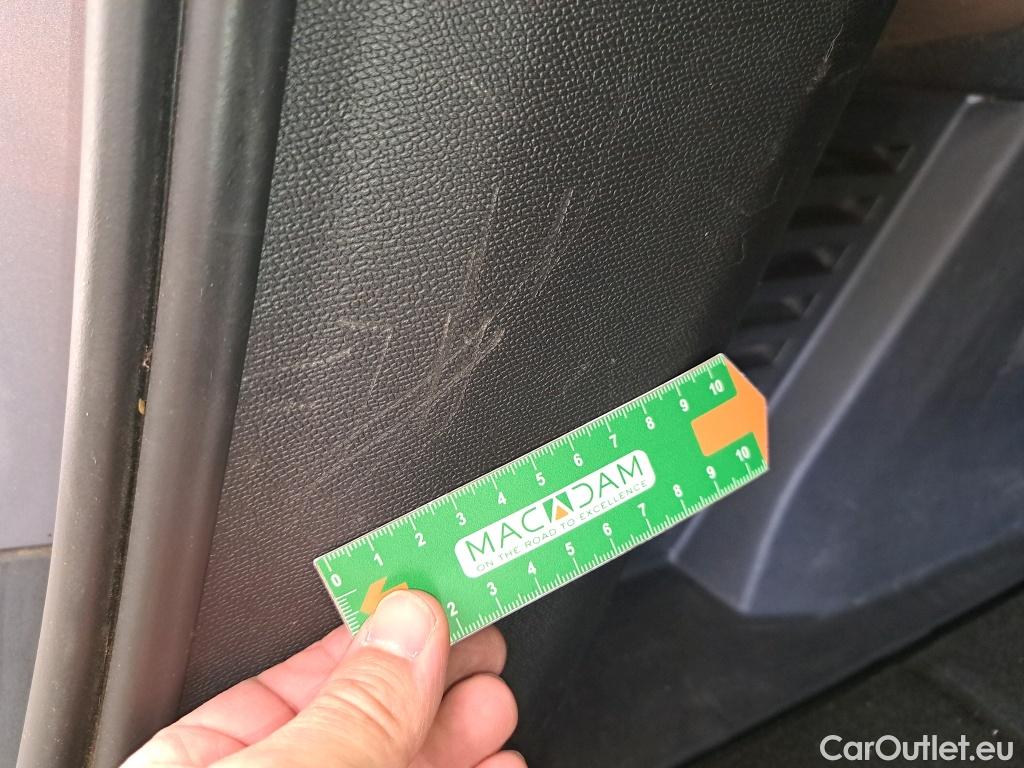 0 1 2 3 4 5 6 7 8 9 10
MACADAM
ON THE ROAD TO EXCELLENCE
2 3 4 5 6 7 8 9 10
CarOutlet.eu